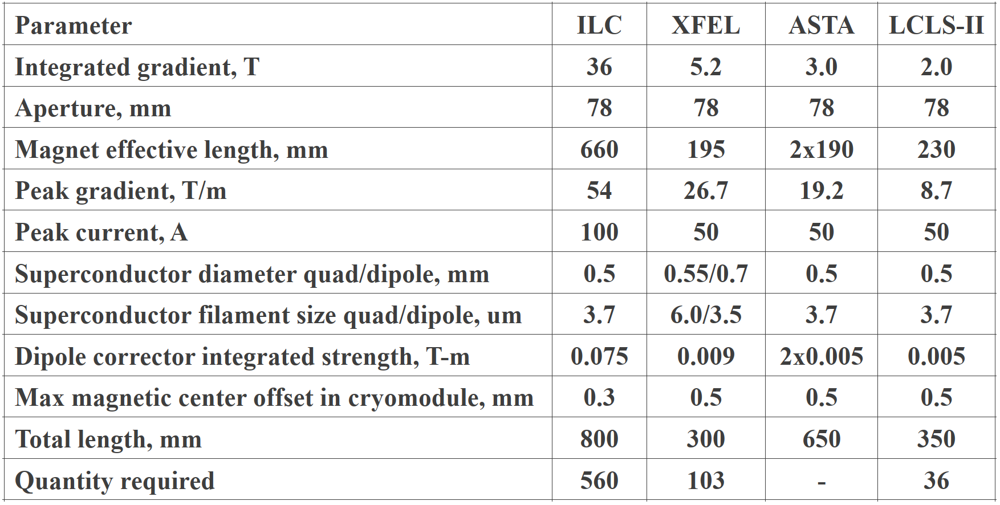 Parameter ILC XFEL ASTA LCLS-II
Integrated gradient, T 36 5.2 3.0 2.0
Aperture, mm 78 78 78 78
Magnet effective length, mm 660 195 2x190 230
Peak gradient, T/m 54 26.7 19.2 8.7
Peak current, A 100 50 50 50
Superconductor diameter quad/dipole, mm 0.5 0.55/0.7 0.5 0.5
Superconductor filament size quad/dipole, um 3.7 6.0/3.5 3.7 3.7
Dipole corrector integrated strength, T-m 0.075 0.009 2x0.005 0.005
Max magnetic center offset in cryomodule, mm 0.3 0.5 0.5 0.5
Total length, mm 800 300 650 350
Quantity required 560 103 - 36